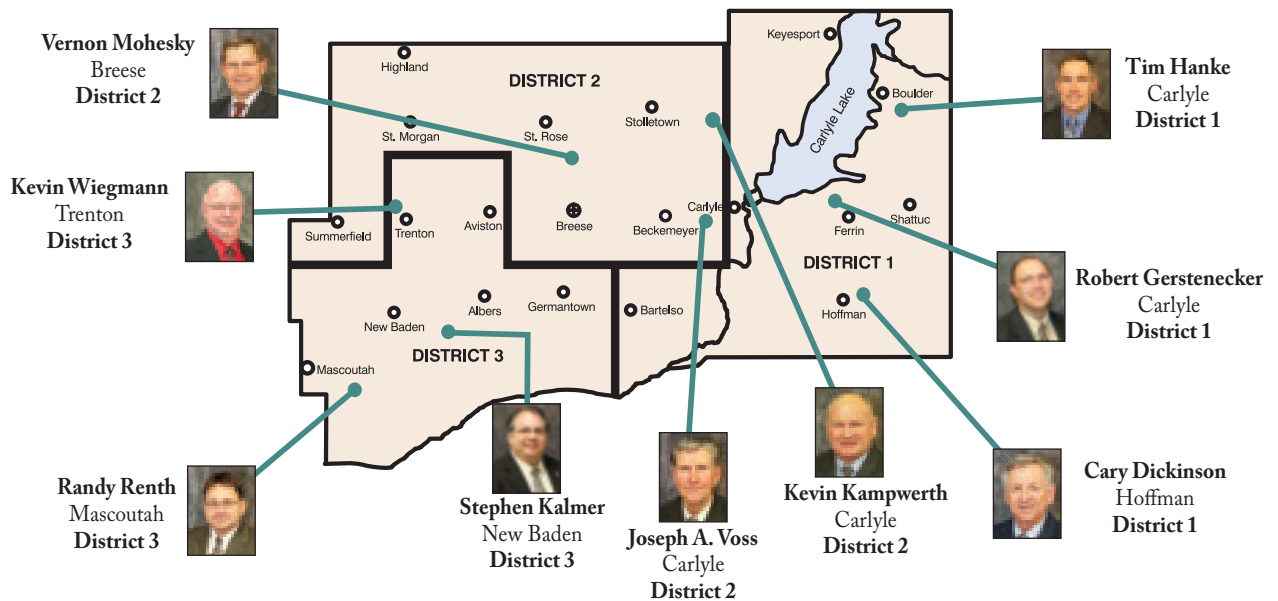 Vernon Mohesky
Breese
District 2
Kevin Wiegmann
Trenton
District 3
Randy Renth
Mascoutah
District 3
Stephen Kalmer
New Baden
District 3
Joseph A. Voss
Carlyle
District 2
Kevin Kampwerth
Carlyle
District 2
Cary Dickinson
Hoffman
District 1
Robert Gerstenecker
Carlyle
District 1
Tim Hanke
Carlyle
District 1
Highland
DISTRICT 2
St. Morgan
St. Rose
Stolletown
Summerfield
Trenton
Aviston
Breese
Beckemeyer
Carlyle
Keyesport
Boulder
Carlyle Lake
Shattuc
Ferrin
DISTRICT 1
Hoffman
Bartelso
Germantown
Albers
New Baden
DISTRICT 3
Mascoutah